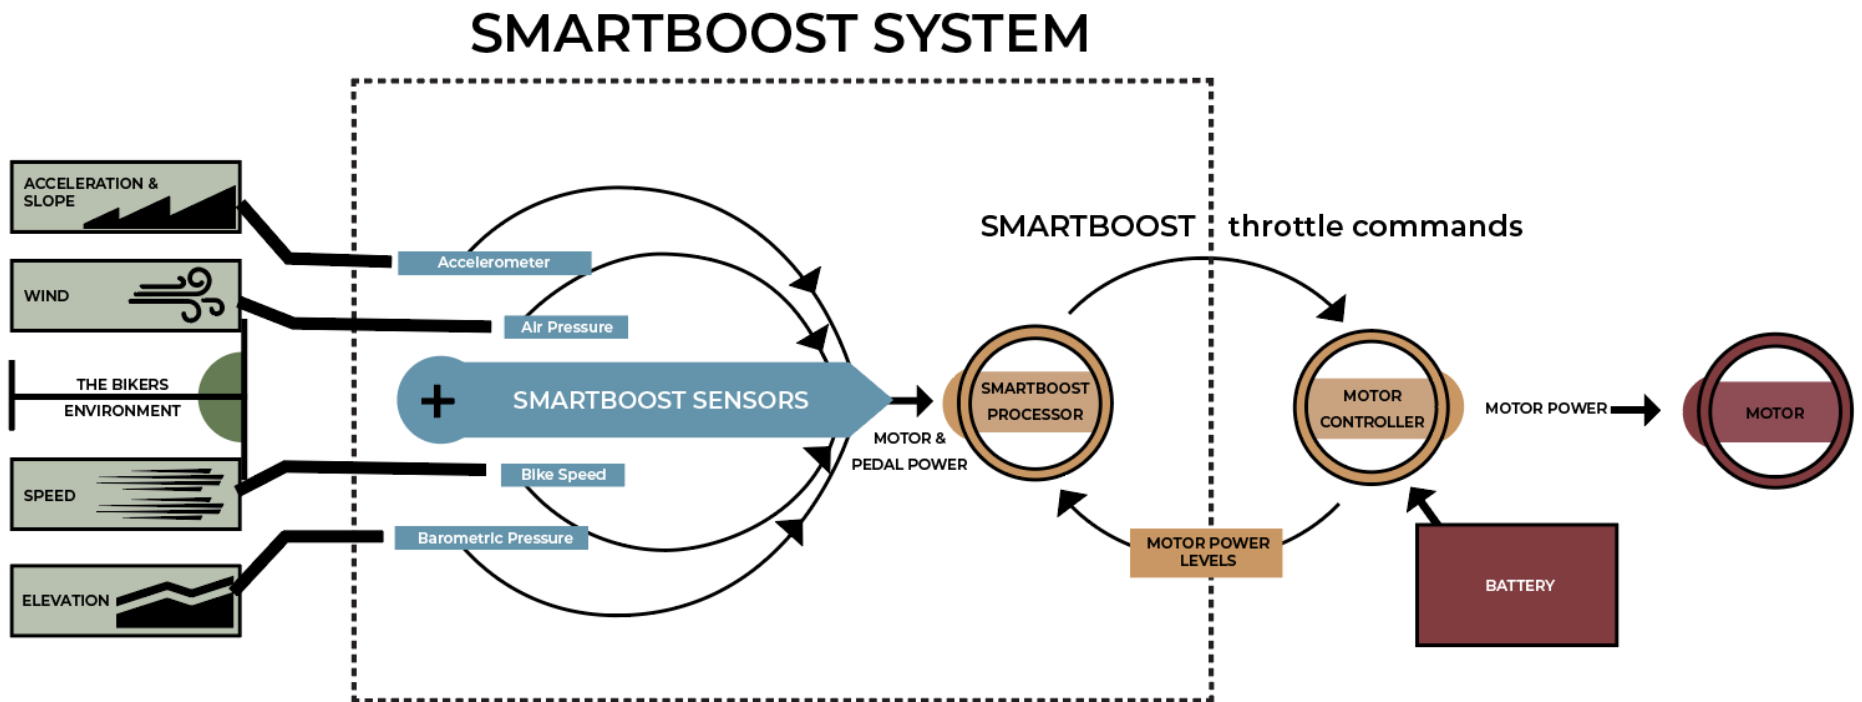 SMARTBOOST SYSTEM
ACCELERATION &
SLOPE
WIND
THE BIKERS
ENVIRONMENT
SPEED
ELEVATION
Accelerometer
Air Pressure
SMARTBOOST SENSORS
Bike Speed
Barometric Pressure
MOTOR &
PEDAL POWER
SMARTBOOST
PROCESSOR
SMARTBOOST throttle commands
MOTOR POWER
LEVELS
MOTOR
CONTROLLER
BATTERY
MOTOR POWER
MOTOR